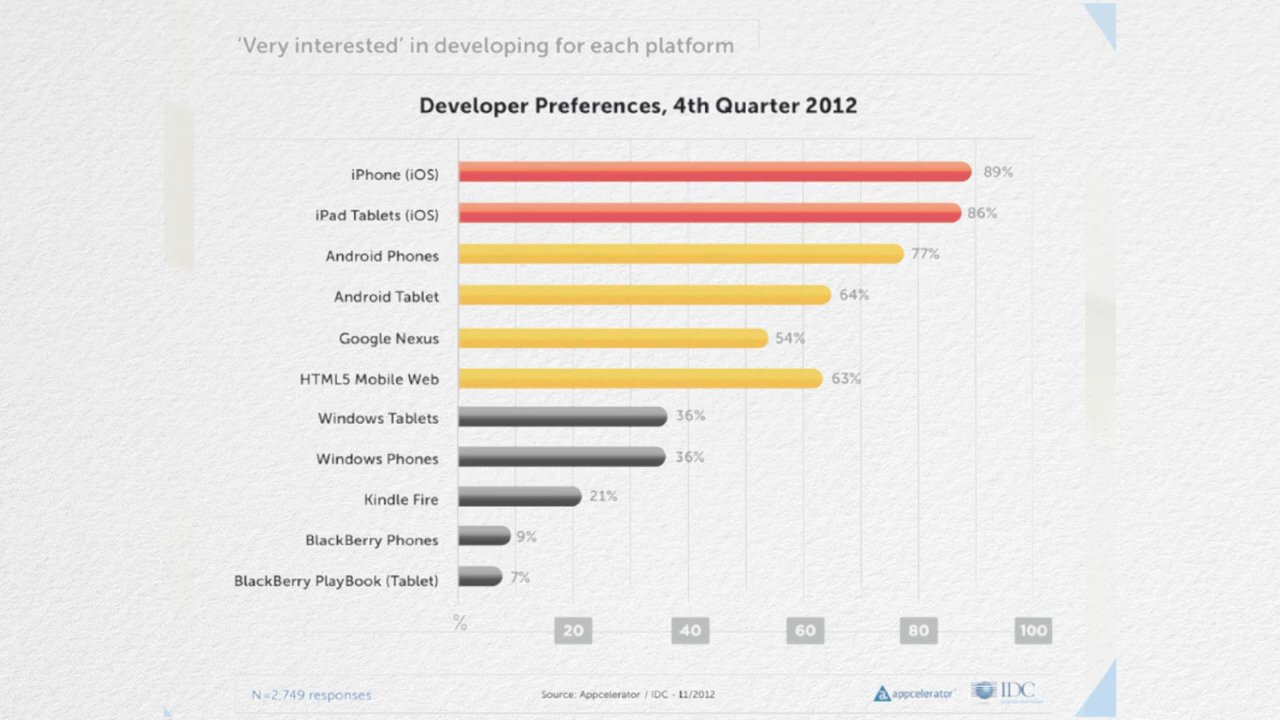 'Very interested' in developing for each platform
Developer Preferences, 4th Quarter 2012
iPhone (iOS) 89%
iPad Tablets (iOS) 86%
Android Phones 77%
Android Tablet 64%
Google Nexus 54%
HTML5 Mobile Web 63%
Windows Tablets 36%
Windows Phones 36%
Kindle Fire 21%
BlackBerry Phones 9%
BlackBerry PlayBook (Tablet) 7%
% 20 40 60 80 100
N=2,749 responses Source: Appcelerator / IDC - 11/2012 appcelerator IDC